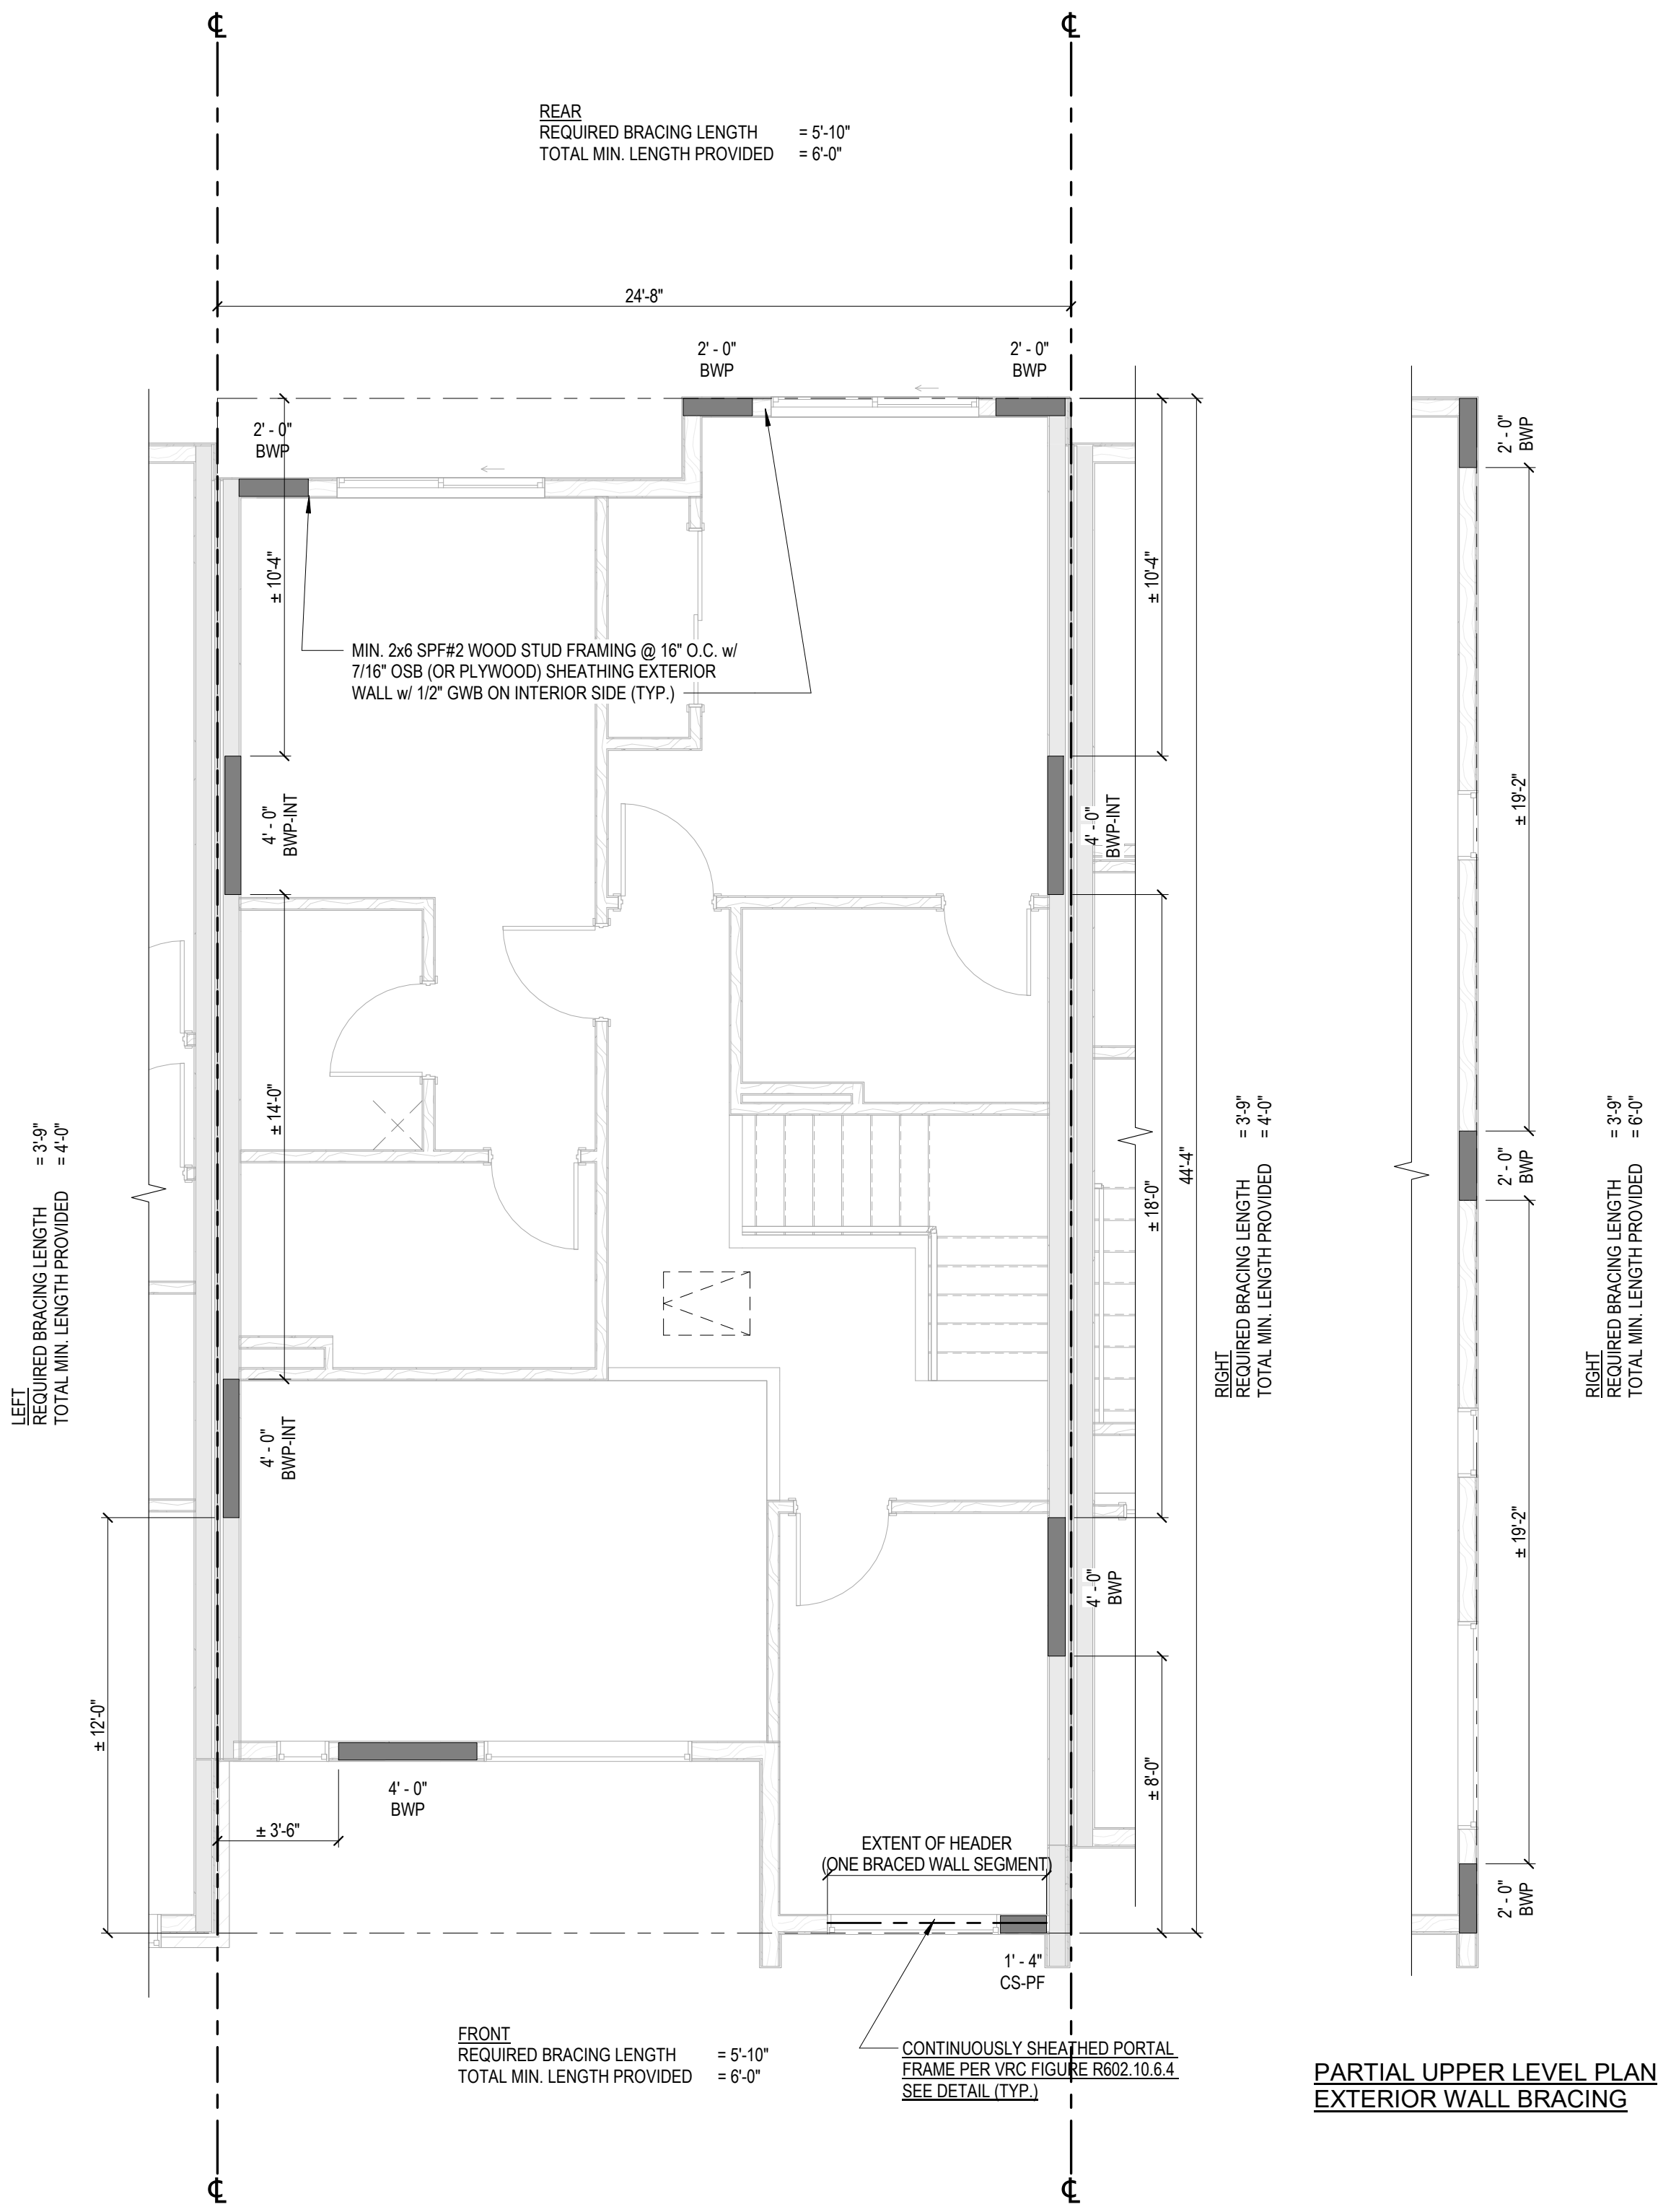 ℄
℄
REAR
REQUIRED BRACING LENGTH = 5'-10"
TOTAL MIN. LENGTH PROVIDED = 6'-0"
24'-8"
2' - 0"
BWP
2' - 0"
BWP
2' - 0"
BWP
2' - 0"
BWP
± 10'-4"
± 10'-4"
MIN. 2x6 SPF#2 WOOD STUD FRAMING @ 16" O.C. w/
7/16" OSB (OR PLYWOOD) SHEATHING EXTERIOR
WALL w/ 1/2" GWB ON INTERIOR SIDE (TYP.)
4' - 0"
BWP-INT
4' - 0"
BWP-INT
± 19'-2"
± 14'-0"
± 18'-0"
44'-4"
2' - 0"
BWP
LEFT
REQUIRED BRACING LENGTH = 3'-9"
TOTAL MIN. LENGTH PROVIDED = 4'-0"
RIGHT
REQUIRED BRACING LENGTH = 3'-9"
TOTAL MIN. LENGTH PROVIDED = 4'-0"
RIGHT
REQUIRED BRACING LENGTH = 3'-9"
TOTAL MIN. LENGTH PROVIDED = 6'-0"
4' - 0"
BWP-INT
4' - 0"
BWP
± 19'-2"
± 12'-0"
± 8'-0"
4' - 0"
BWP
± 3'-6"
EXTENT OF HEADER
(ONE BRACED WALL SEGMENT)
2' - 0"
BWP
1' - 4"
CS-PF
FRONT
REQUIRED BRACING LENGTH = 5'-10"
TOTAL MIN. LENGTH PROVIDED = 6'-0"
CONTINUOUSLY SHEATHED PORTAL
FRAME PER VRC FIGURE R602.10.6.4
SEE DETAIL (TYP.)
PARTIAL UPPER LEVEL PLAN
EXTERIOR WALL BRACING
℄
℄